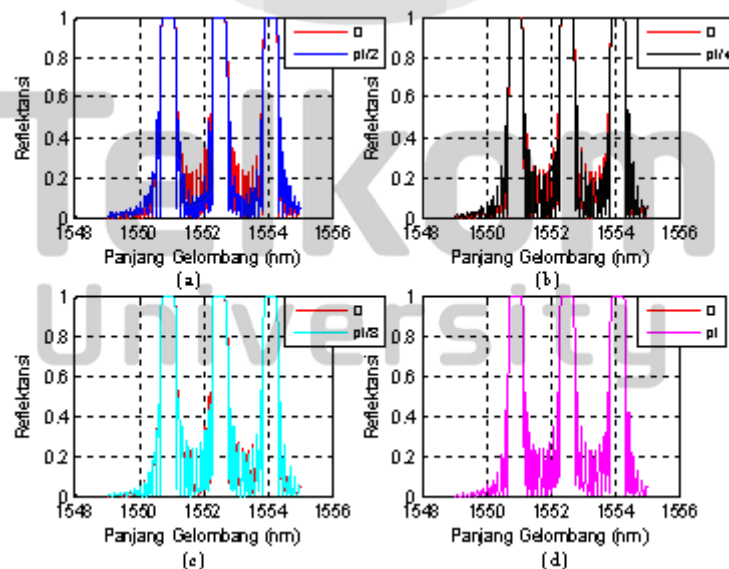 1
0.8
0.6
0.4
0.2
0
Reflektansi
0
pi/2
1548 1550 1552 1554 1556
Panjang Gelombang (nm)
(a)
1
0.8
0.6
0.4
0.2
0
Reflektansi
0
pi/4
1548 1550 1552 1554 1556
Panjang Gelombang (nm)
(b)
1
0.8
0.6
0.4
0.2
0
Reflektansi
0
pi/8
1548 1550 1552 1554 1556
Panjang Gelombang (nm)
(c)
1
0.8
0.6
0.4
0.2
0
Reflektansi
0
pi
1548 1550 1552 1554 1556
Panjang Gelombang (nm)
(d)
Telkom
University